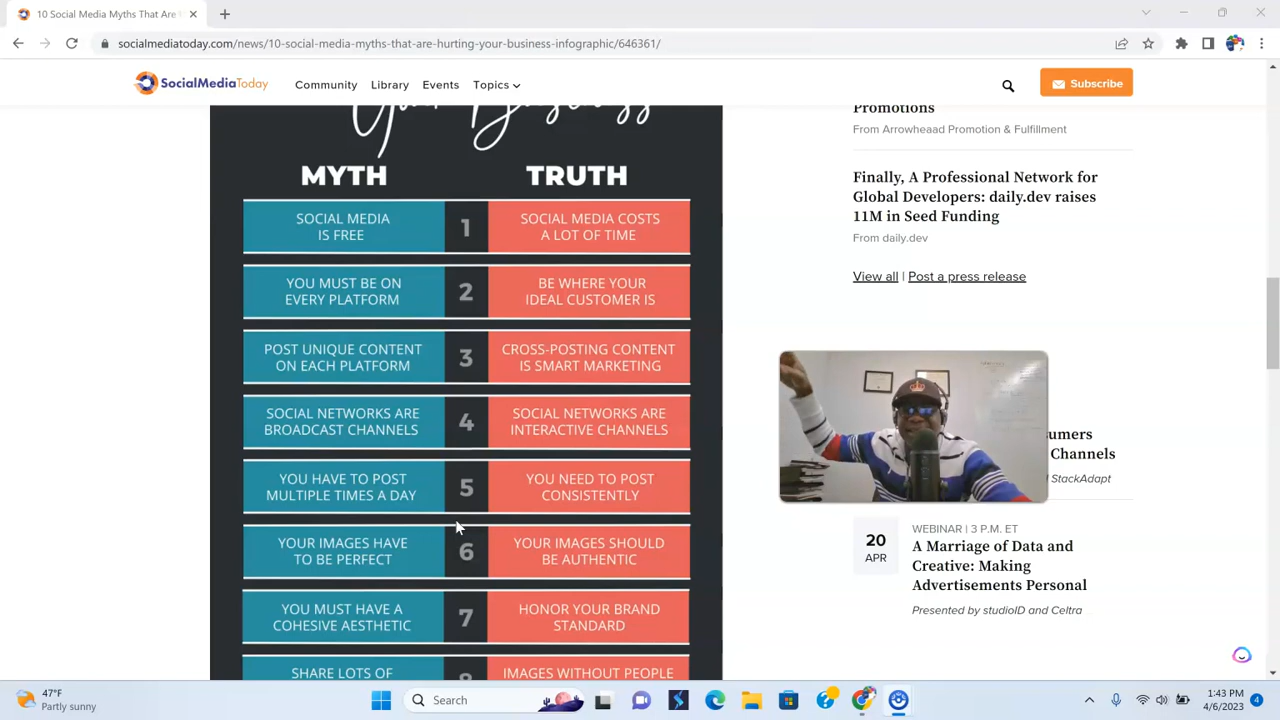 10 Social Media Myths That Are
socialmediatoday.com/news/10-social-media-myths-that-are-hurting-your-business-infographic/646361/
SocialMediaToday
Community Library Events Topics
Subscribe
Your Business
MYTH TRUTH
SOCIAL MEDIA
IS FREE
1
SOCIAL MEDIA COSTS
A LOT OF TIME
YOU MUST BE ON
EVERY PLATFORM
2
BE WHERE YOUR
IDEAL CUSTOMER IS
POST UNIQUE CONTENT
ON EACH PLATFORM
3
CROSS-POSTING CONTENT
IS SMART MARKETING
SOCIAL NETWORKS ARE
BROADCAST CHANNELS
4
SOCIAL NETWORKS ARE
INTERACTIVE CHANNELS
YOU HAVE TO POST
MULTIPLE TIMES A DAY
5
YOU NEED TO POST
CONSISTENTLY
YOUR IMAGES HAVE
TO BE PERFECT
6
YOUR IMAGES SHOULD
BE AUTHENTIC
YOU MUST HAVE A
COHESIVE AESTHETIC
7
HONOR YOUR BRAND
STANDARD
SHARE LOTS OF
8
IMAGES WITHOUT PEOPLE
Promotions
From Arrowheaad Promotion & Fulfillment
Finally, A Professional Network for
Global Developers: daily.dev raises
11M in Seed Funding
From daily.dev
View all | Post a press release
umers
Channels
StackAdapt
20
APR
WEBINAR | 3 P.M. ET
A Marriage of Data and
Creative: Making
Advertisements Personal
Presented by studioID and Celtra
47°F
Partly sunny
Search
1:43 PM
4/6/2023
4